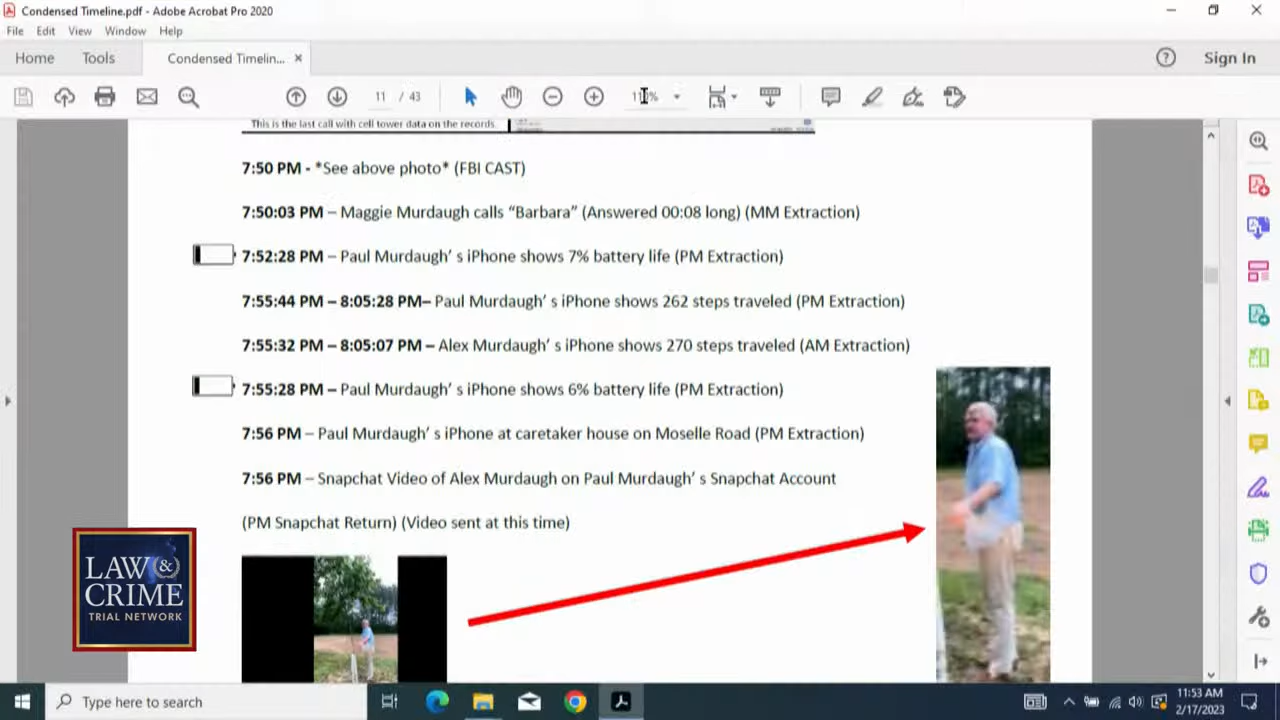 Condensed Timeline.pdf - Adobe Acrobat Pro 2020
File Edit View Window Help
Home Tools Condensed Timelin... × Sign In
11 / 43
This is the last call with cell tower data on the records.
7:50 PM - *See above photo* (FBI CAST)
7:50:03 PM – Maggie Murdaugh calls “Barbara” (Answered 00:08 long) (MM Extraction)
7:52:28 PM – Paul Murdaugh’ s iPhone shows 7% battery life (PM Extraction)
7:55:44 PM – 8:05:28 PM– Paul Murdaugh’ s iPhone shows 262 steps traveled (PM Extraction)
7:55:32 PM – 8:05:07 PM – Alex Murdaugh’ s iPhone shows 270 steps traveled (AM Extraction)
7:55:28 PM – Paul Murdaugh’ s iPhone shows 6% battery life (PM Extraction)
7:56 PM – Paul Murdaugh’ s iPhone at caretaker house on Moselle Road (PM Extraction)
7:56 PM – Snapchat Video of Alex Murdaugh on Paul Murdaugh’ s Snapchat Account
(PM Snapchat Return) (Video sent at this time)
LAW &
CRIME
TRIAL NETWORK
Type here to search
11:53 AM
2/17/2023